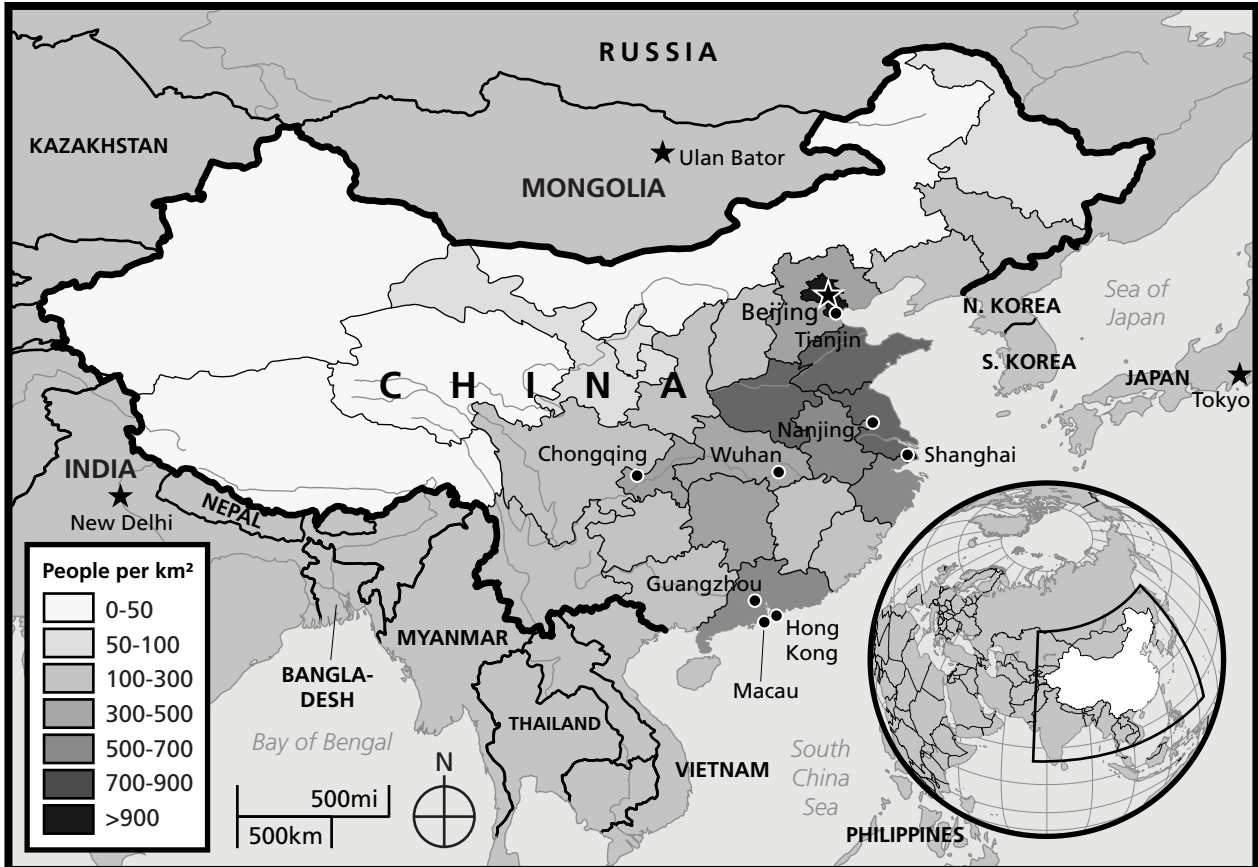 RUSSIA
KAZAKHSTAN
Ulan Bator
MONGOLIA
Sea of
Japan
N. KOREA
Beijing
Tianjin
S. KOREA
JAPAN
Tokyo
CHINA
Nanjing
Chongqing
Wuhan
Shanghai
INDIA
New Delhi
NEPAL
People per km²
0-50
50-100
100-300
300-500
500-700
700-900
>900
Guangzhou
Hong
Kong
Macau
MYANMAR
BANGLA-
DESH
THAILAND
Bay of Bengal
VIETNAM
South
China
Sea
PHILIPPINES
N
500mi
500km